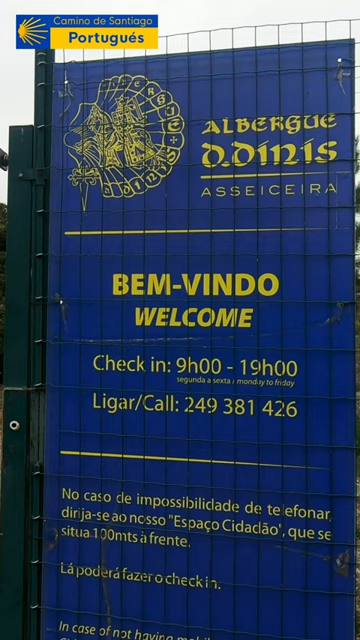 Camino de Santiago
Portugués
ALBERGUE
D.DINIS
ASSEICEIRA
BEM-VINDO
WELCOME
Check in: 9h00 - 19h00
segunda a sexta / monday to friday
Ligar/Call: 249 381 426
No caso de impossibilidade de telefonar,
dirija-se ao nosso "Espaço Cidadão", que se
situa 100mts à frente.
Lá poderá fazer o check in.
In case of not having mobile